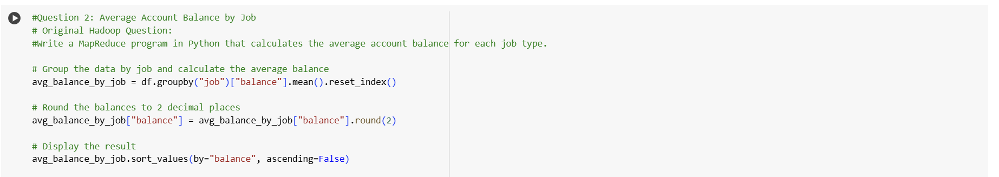 #Question 2: Average Account Balance by Job
# Original Hadoop Question:
#Write a MapReduce program in Python that calculates the average account balance for each job type.
# Group the data by job and calculate the average balance
avg_balance_by_job = df.groupby("job")["balance"].mean().reset_index()
# Round the balances to 2 decimal places
avg_balance_by_job["balance"] = avg_balance_by_job["balance"].round(2)
# Display the result
avg_balance_by_job.sort_values(by="balance", ascending=False)